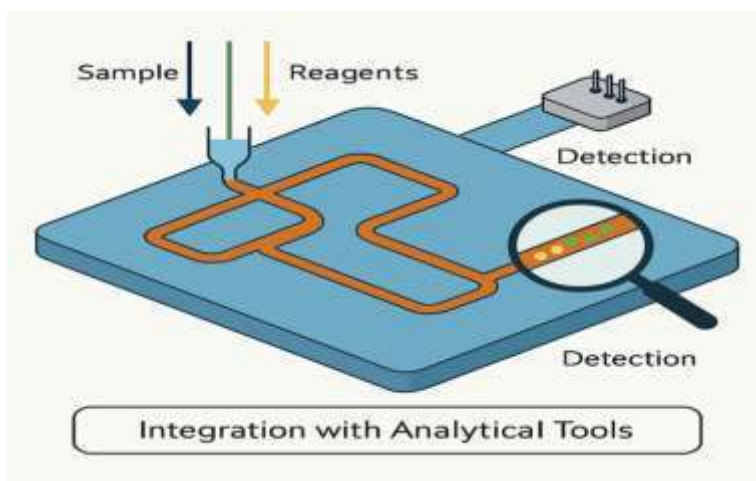 Sample
Reagents
Detection
Detection
Integration with Analytical Tools